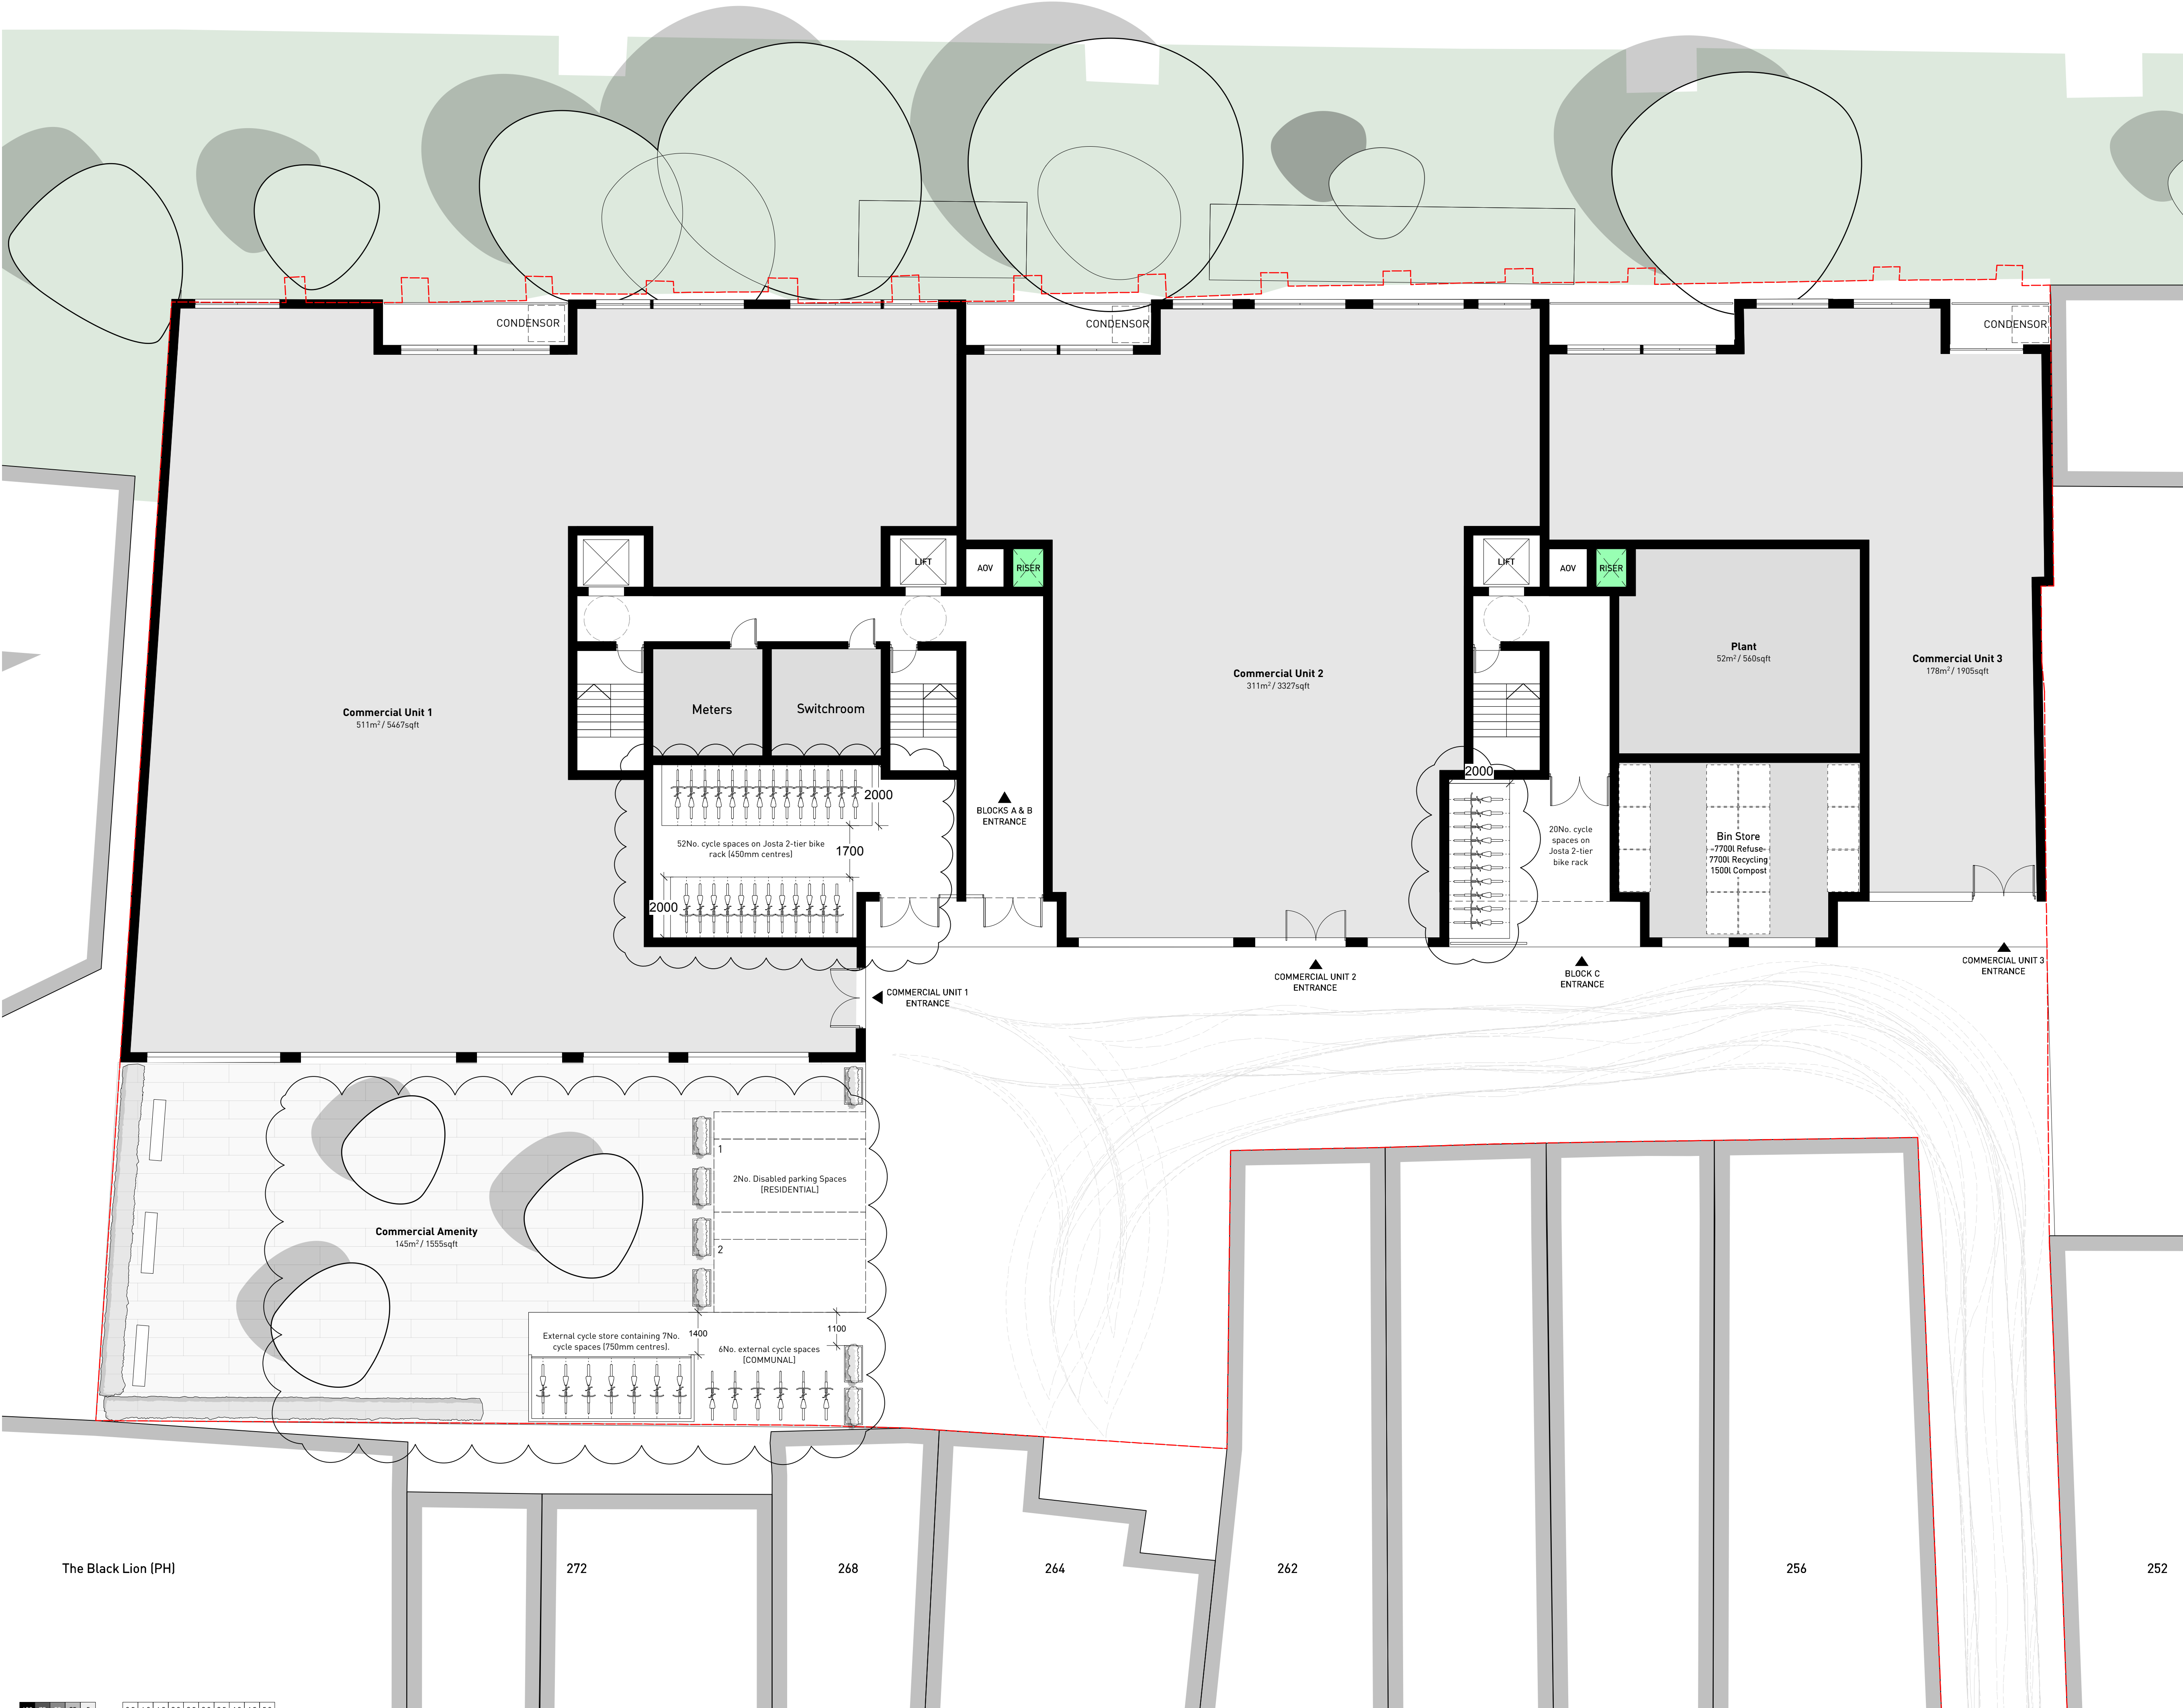 CONDENSOR
CONDENSOR
CONDENSOR
LIFT
AOV
RISER
LIFT
AOV
RISER
Commercial Unit 1
511m² / 5467sqft
Meters
Switchroom
Commercial Unit 2
311m² / 3327sqft
Plant
52m² / 560sqft
Commercial Unit 3
178m² / 1905sqft
2000
52No. cycle spaces on Josta 2-tier bike
rack (450mm centres)
1700
2000
BLOCKS A & B
ENTRANCE
2000
20No. cycle
spaces on
Josta 2-tier
bike rack
Bin Store
7700l Refuse
7700l Recycling
1500l Compost
COMMERCIAL UNIT 1
ENTRANCE
COMMERCIAL UNIT 2
ENTRANCE
BLOCK C
ENTRANCE
COMMERCIAL UNIT 3
ENTRANCE
1
2No. Disabled parking Spaces
[RESIDENTIAL]
2
Commercial Amenity
145m² / 1555sqft
External cycle store containing 7No.
cycle spaces (750mm centres).
1400
6No. external cycle spaces
[COMMUNAL]
1100
The Black Lion (PH)
272
268
264
262
256
252